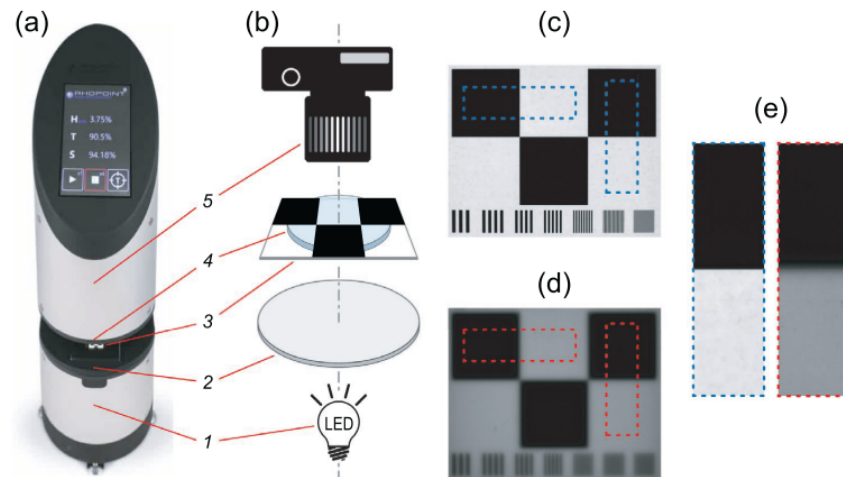 (a)
(b)
(c)
(d)
(e)
RHOPOINT
H 3.75%
T 90.5%
S 94.18%
5
4
3
2
1
LED